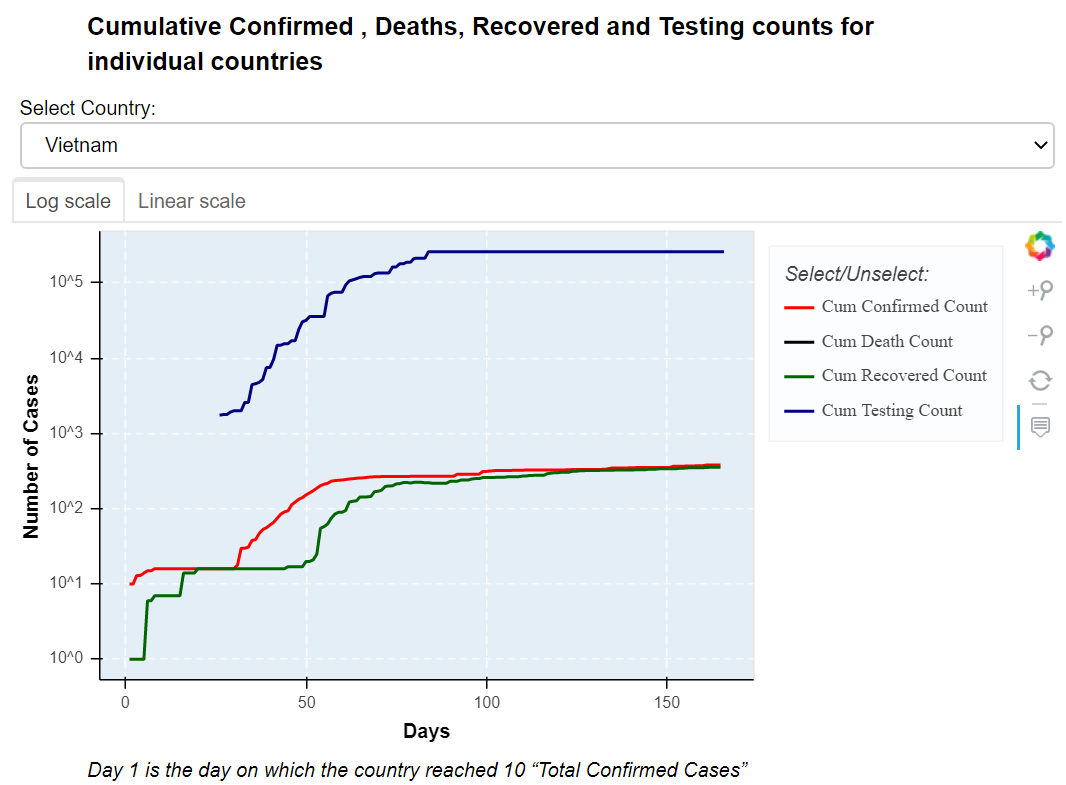 Cumulative Confirmed , Deaths, Recovered and Testing counts for
individual countries
Select Country:
Vietnam
Log scale
Linear scale
Select/Unselect:
Cum Confirmed Count
Cum Death Count
Cum Recovered Count
Cum Testing Count
Number of Cases
10^5
10^4
10^3
10^2
10^1
10^0
0 50 100 150
Days
Day 1 is the day on which the country reached 10 “Total Confirmed Cases”